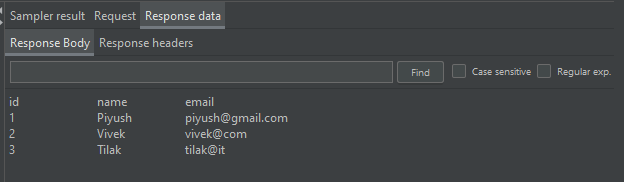 Sampler result Request Response data
Response Body Response headers
Find Case sensitive Regular exp.
id name email
1 Piyush piyush@gmail.com
2 Vivek vivek@com
3 Tilak tilak@it